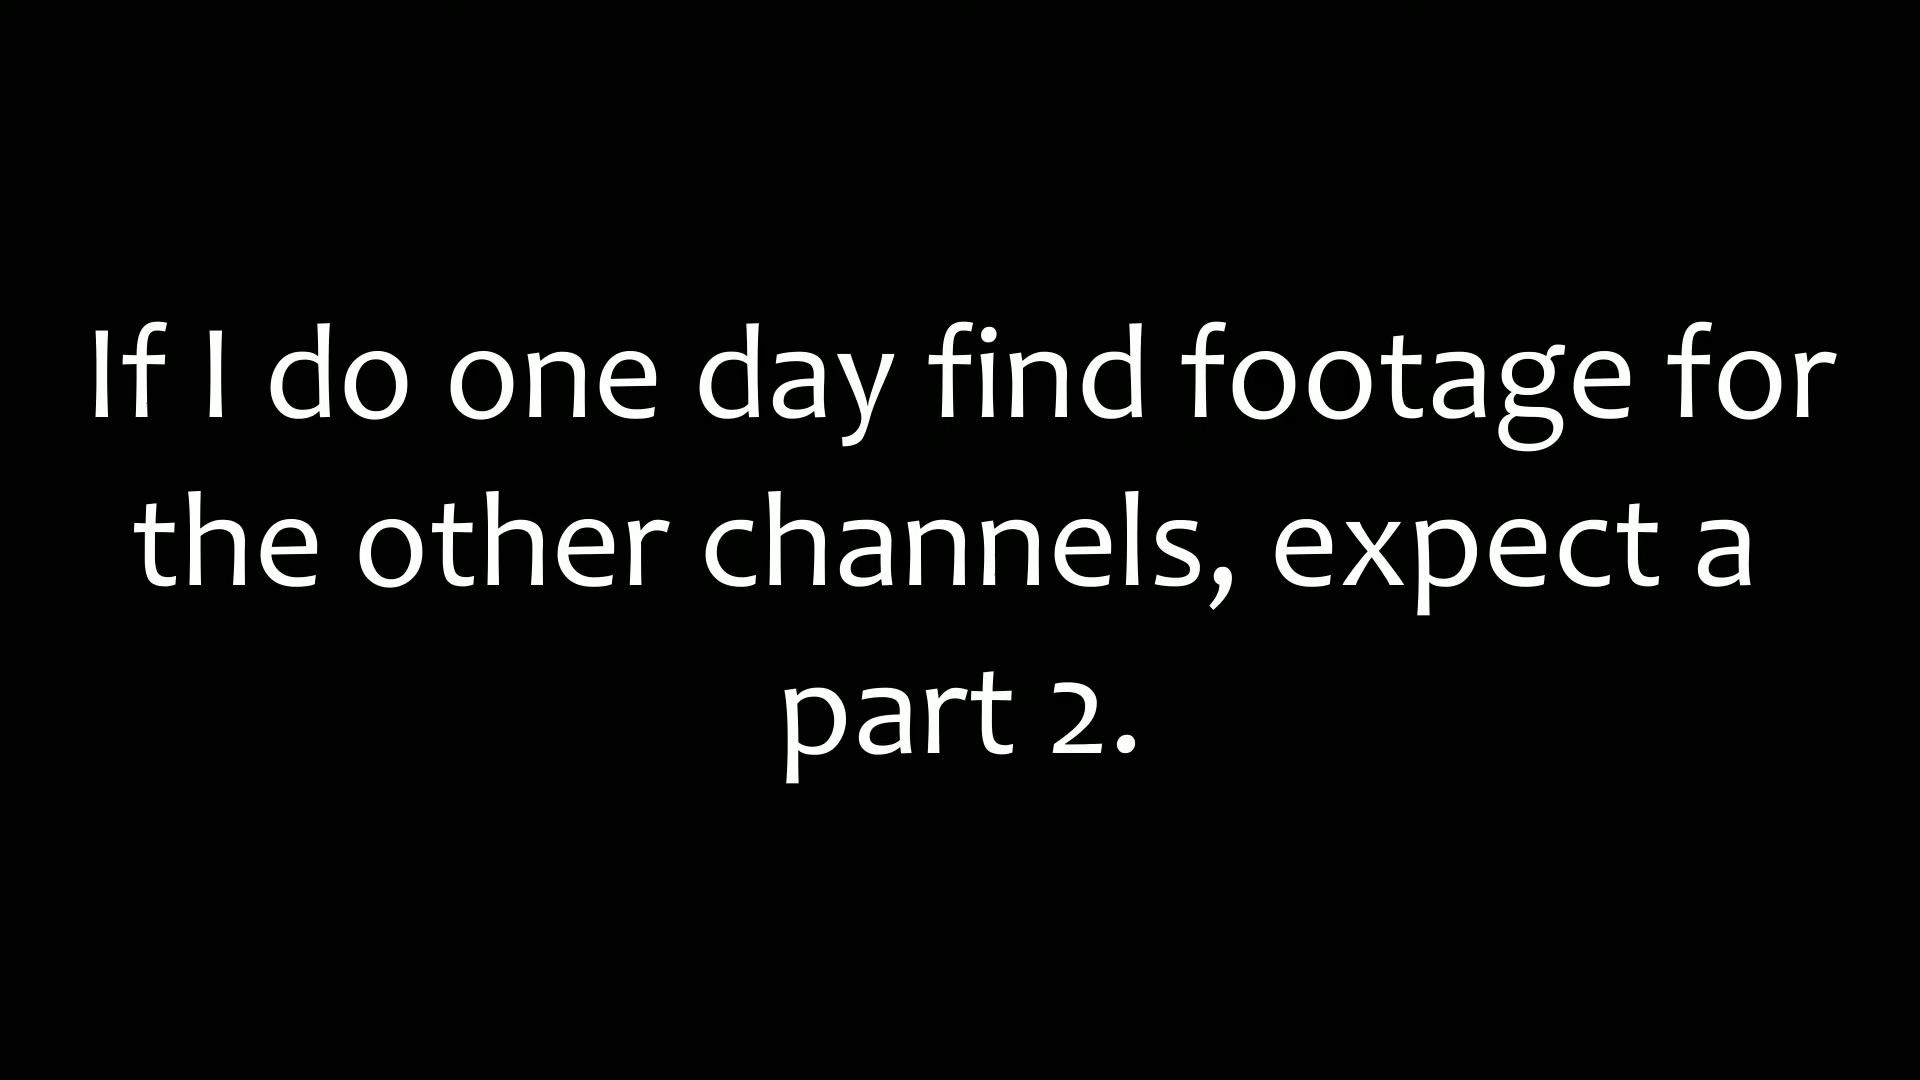 If I do one day find footage for
the other channels, expect a
part 2.